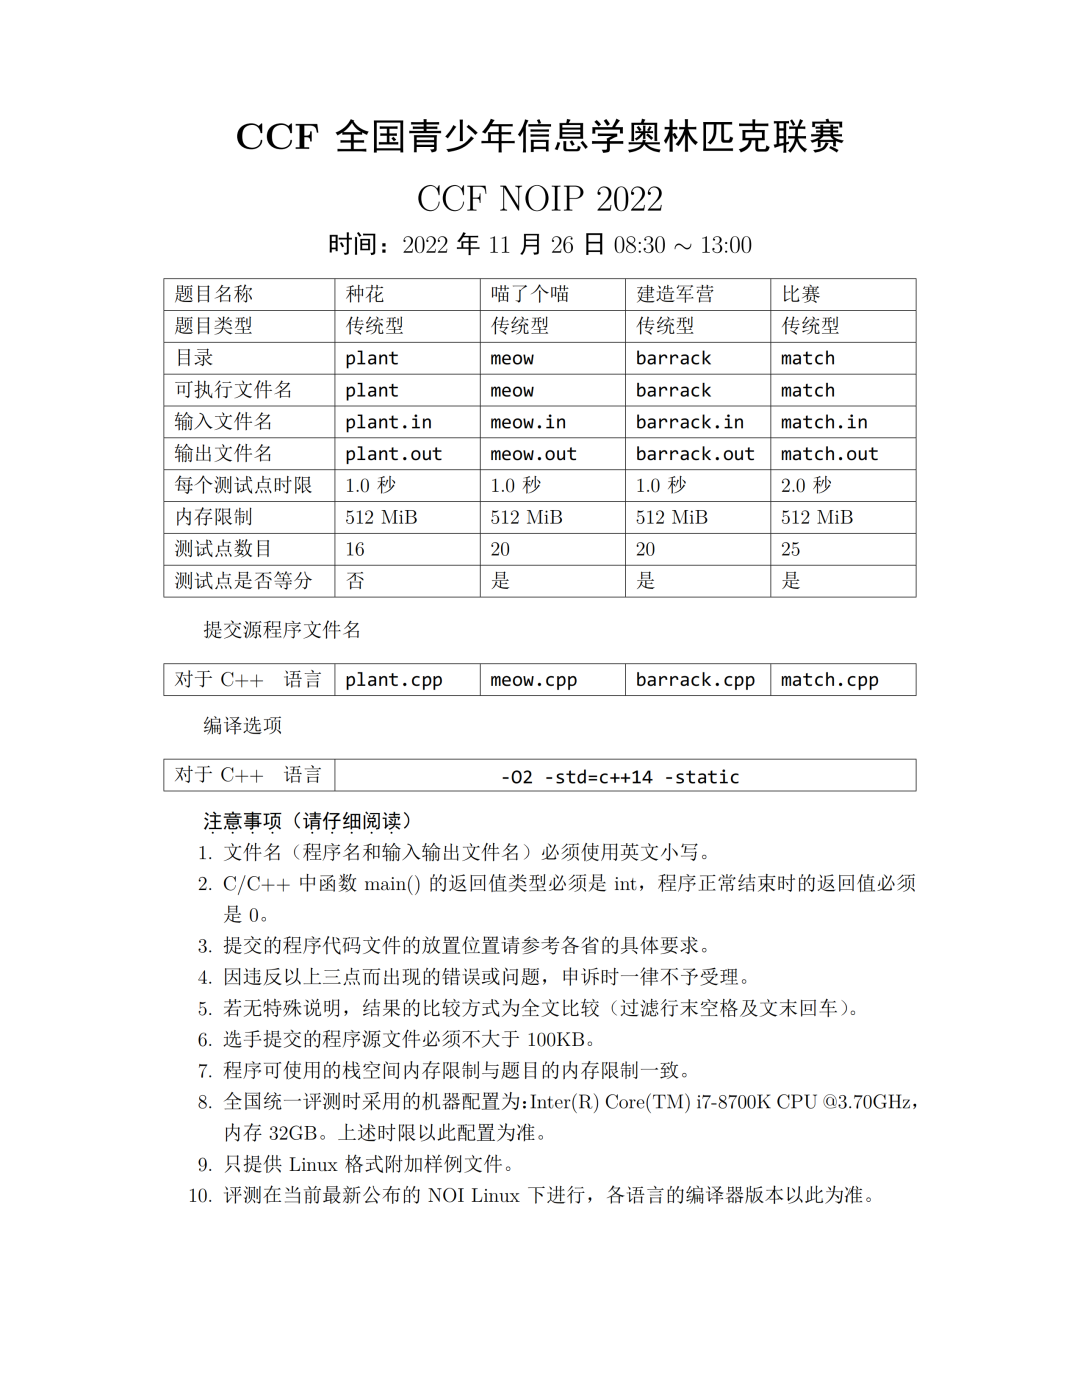 CCF 全国青少年信息学奥林匹克联赛
CCF NOIP 2022
时间：2022 年 11 月 26 日 08:30 ∼ 13:00
题目名称 种花 喵了个喵 建造军营 比赛
题目类型 传统型 传统型 传统型 传统型
目录 plant meow barrack match
可执行文件名 plant meow barrack match
输入文件名 plant.in meow.in barrack.in match.in
输出文件名 plant.out meow.out barrack.out match.out
每个测试点时限 1.0 秒 1.0 秒 1.0 秒 2.0 秒
内存限制 512 MiB 512 MiB 512 MiB 512 MiB
测试点数目 16 20 20 25
测试点是否等分 否 是 是 是
提交源程序文件名
对于 C++ 语言 plant.cpp meow.cpp barrack.cpp match.cpp
编译选项
对于 C++ 语言 -O2 -std=c++14 -static
注意事项（请仔细阅读）
1. 文件名（程序名和输入输出文件名）必须使用英文小写。
2. C/C++ 中函数 main() 的返回值类型必须是 int，程序正常结束时的返回值必须
是 0。
3. 提交的程序代码文件的放置位置请参考各省的具体要求。
4. 因违反以上三点而出现的错误或问题，申诉时一律不予受理。
5. 若无特殊说明，结果的比较方式为全文比较（过滤行末空格及文末回车）。
6. 选手提交的程序源文件必须不大于 100KB。
7. 程序可使用的栈空间内存限制与题目的内存限制一致。
8. 全国统一评测时采用的机器配置为：Inter(R) Core(TM) i7-8700K CPU @3.70GHz，
内存 32GB。上述时限以此配置为准。
9. 只提供 Linux 格式附加样例文件。
10. 评测在当前最新公布的 NOI Linux 下进行，各语言的编译器版本以此为准。